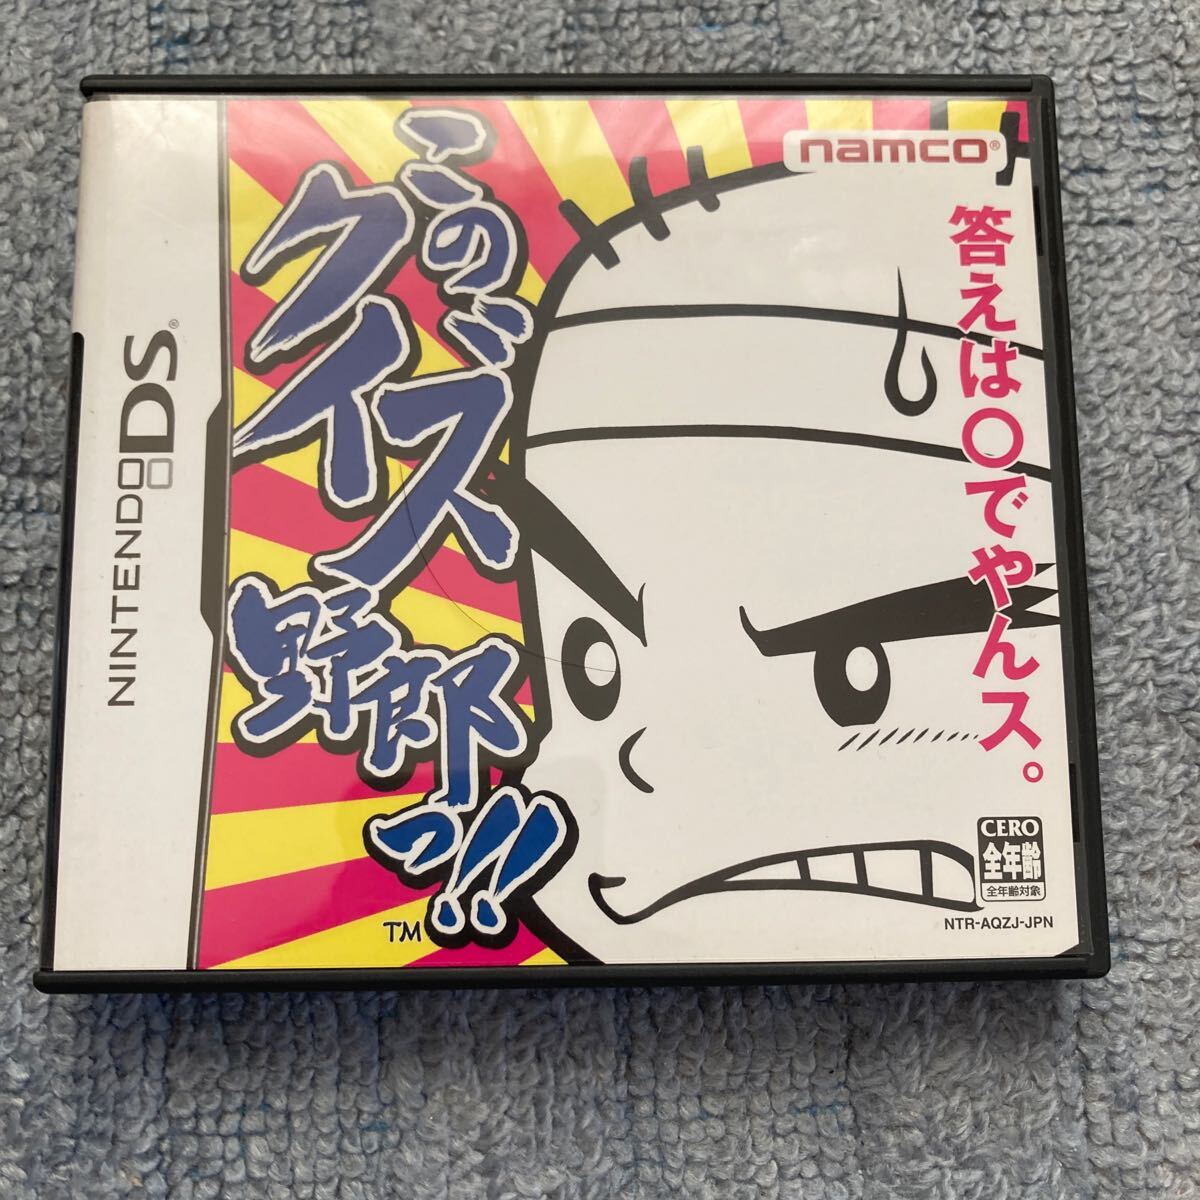 NINTENDO DS®
namco®
答えは〇でやんス。
このクイズ
野郎っ!!
TM
CERO
全年齢
全年齢対象
NTR-AQZJ-JPN